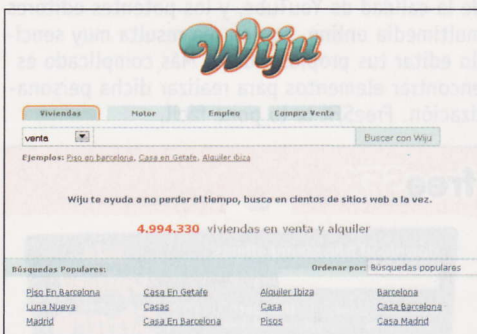 Wiju
Viviendas Motor Empleo Compra Venta
venta Buscar con Wiju
Ejemplos: Piso en barcelona, Casa en Getafe, Alquiler ibiza
Wiju te ayuda a no perder el tiempo, busca en cientos de sitios web a la vez.
4.994.330 viviendas en venta y alquiler
Búsquedas Populares: Ordenar por: Búsquedas populares
Piso En Barcelona Casa En Getafe Alquiler Ibiza Barcelona
Luna Nueva Casas Casa Casa Barcelona
Madrid Casa En Barcelona Pisos Casa Madrid